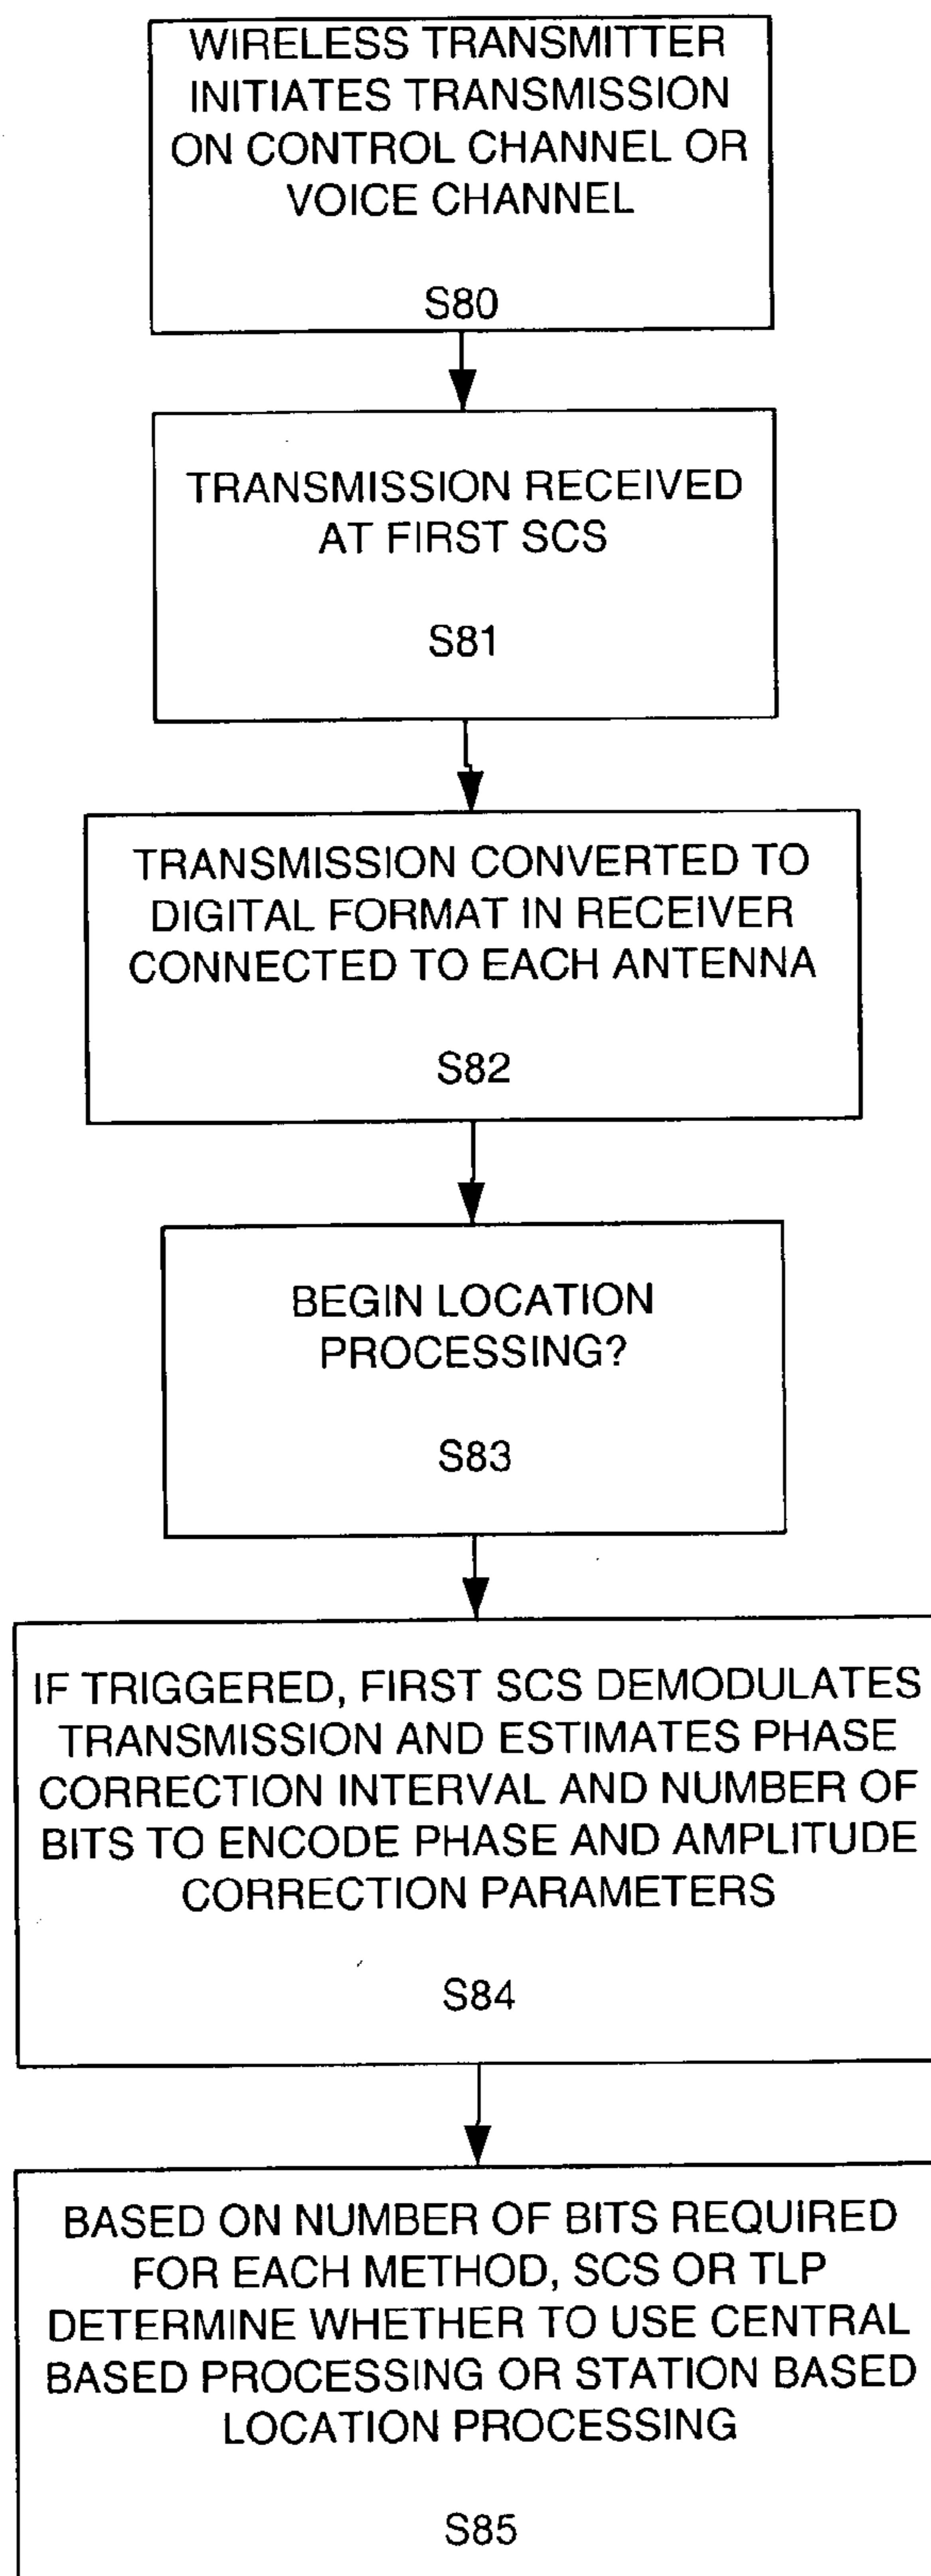 WIRELESS TRANSMITTER
INITIATES TRANSMISSION
ON CONTROL CHANNEL OR
VOICE CHANNEL
S80
TRANSMISSION RECEIVED
AT FIRST SCS
S81
TRANSMISSION CONVERTED TO
DIGITAL FORMAT IN RECEIVER
CONNECTED TO EACH ANTENNA
S82
BEGIN LOCATION
PROCESSING?
S83
IF TRIGGERED, FIRST SCS DEMODULATES
TRANSMISSION AND ESTIMATES PHASE
CORRECTION INTERVAL AND NUMBER OF
BITS TO ENCODE PHASE AND AMPLITUDE
CORRECTION PARAMETERS
S84
BASED ON NUMBER OF BITS REQUIRED
FOR EACH METHOD, SCS OR TLP
DETERMINE WHETHER TO USE CENTRAL
BASED PROCESSING OR STATION BASED
LOCATION PROCESSING
S85